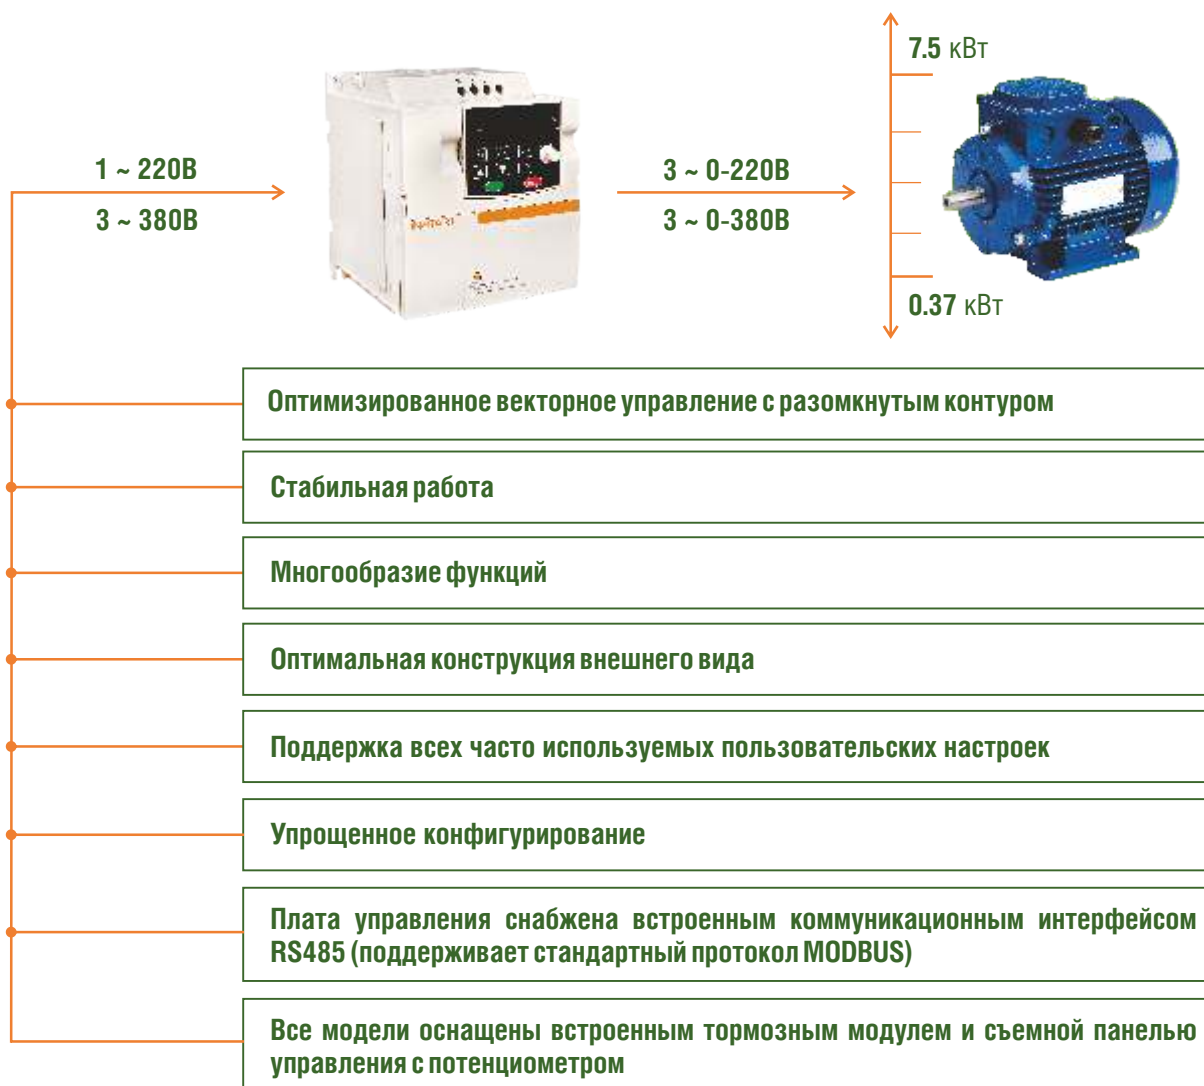 7.5 кВт
1 ~ 220В
3 ~ 380В
3 ~ 0-220В
3 ~ 0-380В
0.37 кВт
Оптимизированное векторное управление с разомкнутым контуром
Стабильная работа
Многообразие функций
Оптимальная конструкция внешнего вида
Поддержка всех часто используемых пользовательских настроек
Упрощенное конфигурирование
Плата управления снабжена встроенным коммуникационным интерфейсом
RS485 (поддерживает стандартный протокол MODBUS)
Все модели оснащены встроенным тормозным модулем и съемной панелью
управления с потенциометром